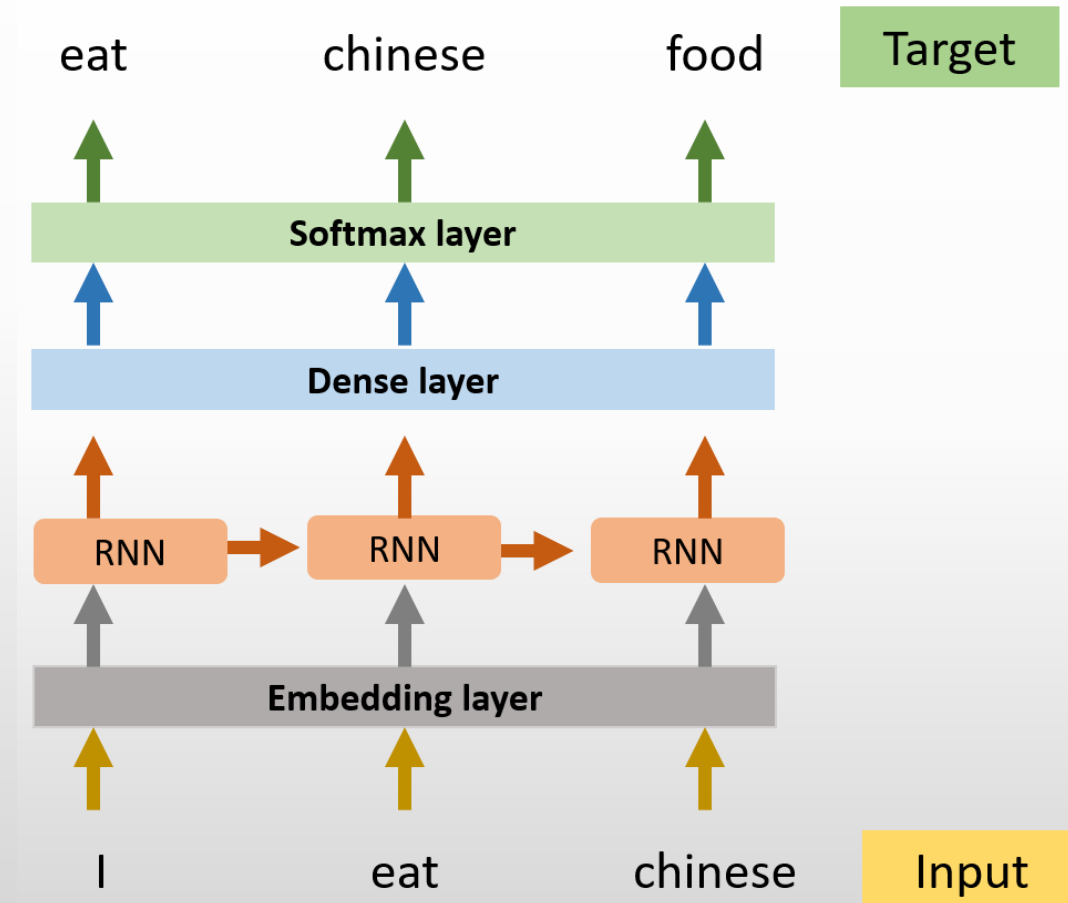 eat chinese food Target
Softmax layer
Dense layer
RNN RNN RNN
Embedding layer
I eat chinese Input